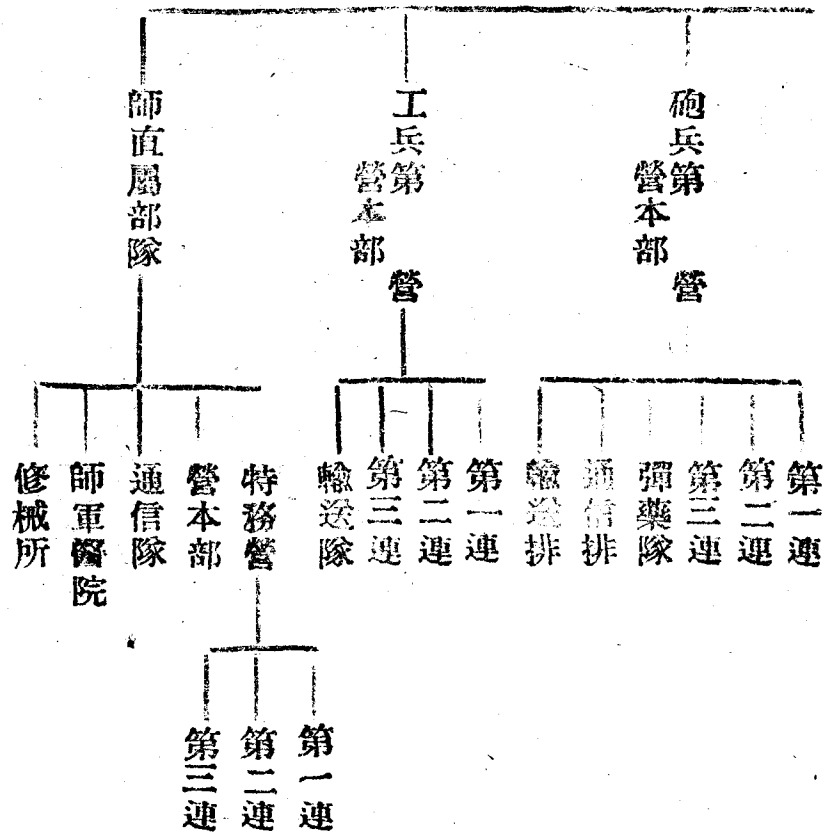 砲兵第　營
營本部
工兵第　營
營本部
師直屬部隊
第一連
第二連
第三連
彈藥隊
通信排
輸送排
第一連
第二連
第三連
輸送隊
特務營
營本部
通信隊
師軍醫院
修械所
第一連
第二連
第三連